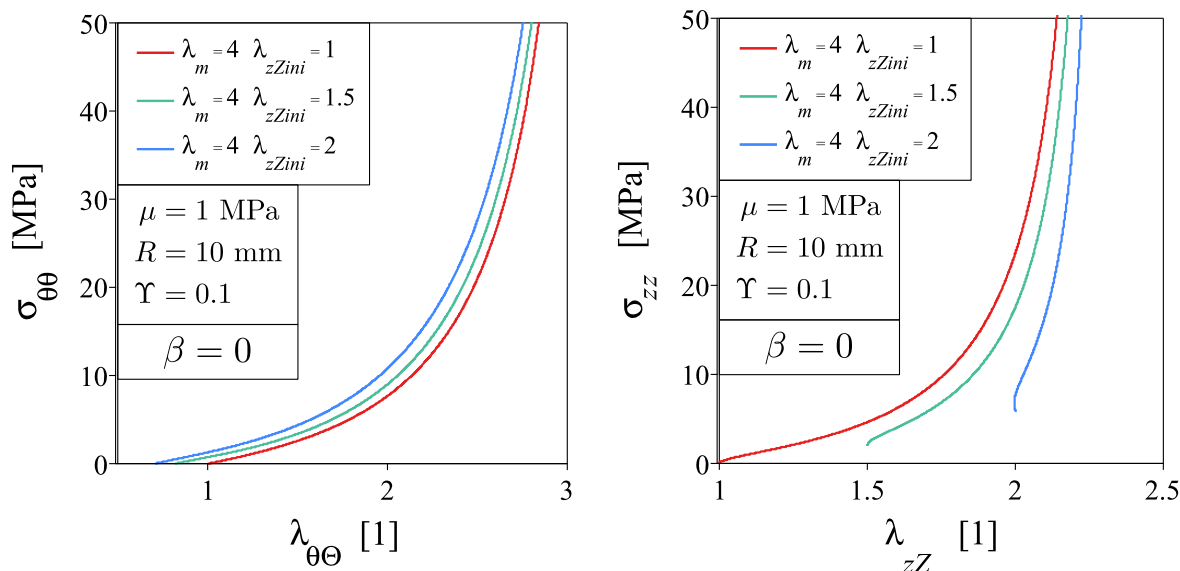 50
40
30
20
10
0
σθθ [MPa]
λm=4 λzZini=1
λm=4 λzZini=1.5
λm=4 λzZini=2
μ = 1 MPa
R = 10 mm
ϒ = 0.1
β = 0
1 2 3
λθΘ [1]
50
40
30
20
10
0
σzz [MPa]
λm=4 λzZini=1
λm=4 λzZini=1.5
λm=4 λzZini=2
μ = 1 MPa
R = 10 mm
ϒ = 0.1
β = 0
1 1.5 2 2.5
λzZ [1]